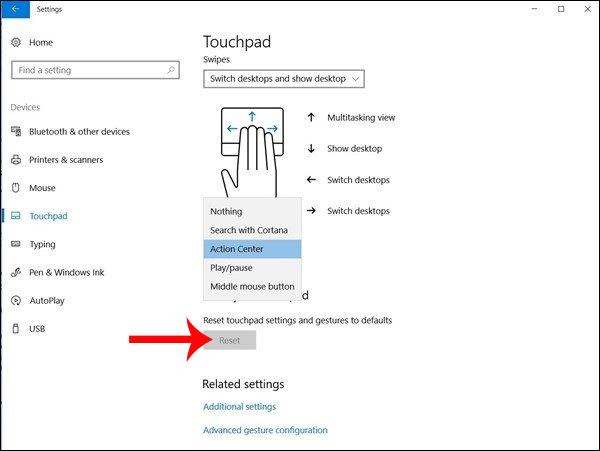 Settings
Home
Find a setting
Devices
Bluetooth & other devices
Printers & scanners
Mouse
Touchpad
Typing
Pen & Windows Ink
AutoPlay
USB
Touchpad
Swipes
Switch desktops and show desktop
Multitasking view
Show desktop
Switch desktops
Switch desktops
Nothing
Search with Cortana
Action Center
Play/pause
Middle mouse button
Reset touchpad settings and gestures to defaults
Reset
Related settings
Additional settings
Advanced gesture configuration